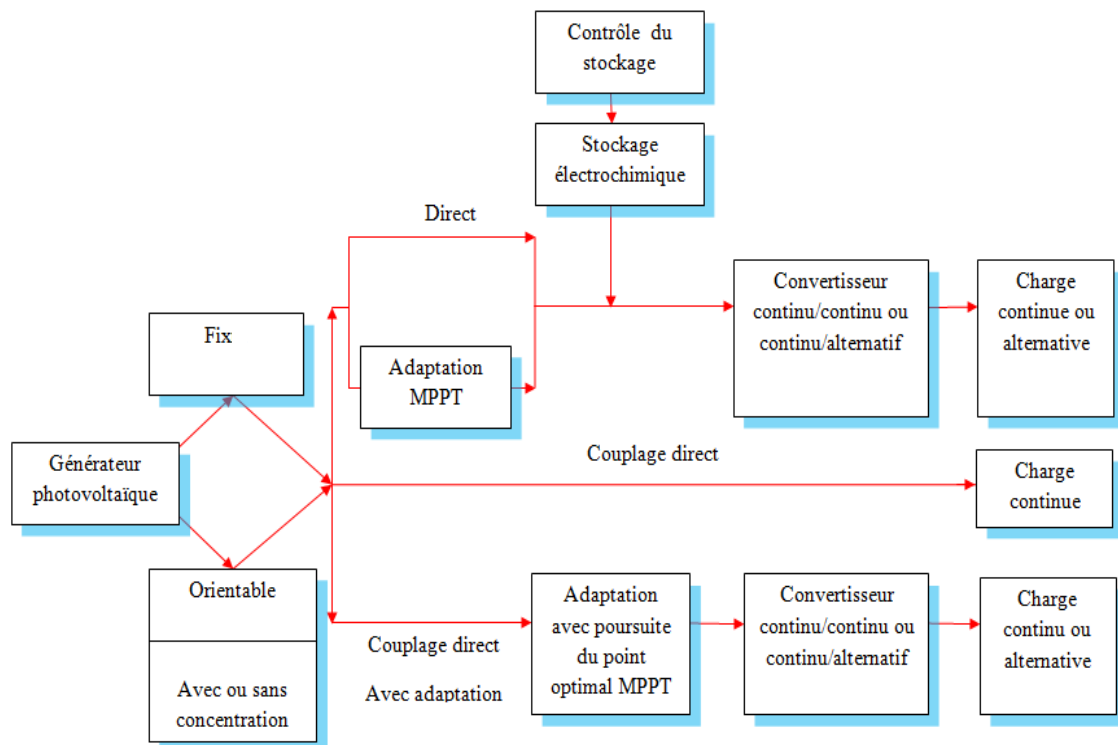 Contrôle du
stockage
Stockage
électrochimique
Direct
Convertisseur
continu/continu ou
continu/alternatif
Charge
continue ou
alternative
Fix
Adaptation
MPPT
Générateur
photovoltaïque
Couplage direct
Charge
continue
Orientable
Avec ou sans
concentration
Couplage direct
Avec adaptation
Adaptation
avec poursuite
du point
optimal MPPT
Convertisseur
continu/continu ou
continu/alternatif
Charge
continu ou
alternative